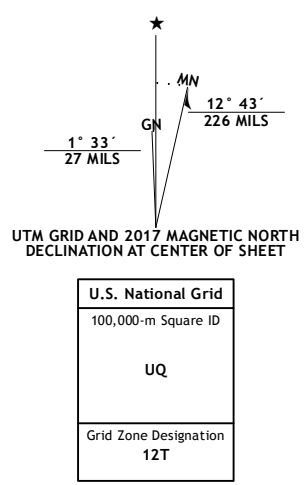 ★
MN
12° 43´
226 MILS
GN
1° 33´
27 MILS
UTM GRID AND 2017 MAGNETIC NORTH
DECLINATION AT CENTER OF SHEET
U.S. National Grid
100,000-m Square ID
UQ
Grid Zone Designation
12T